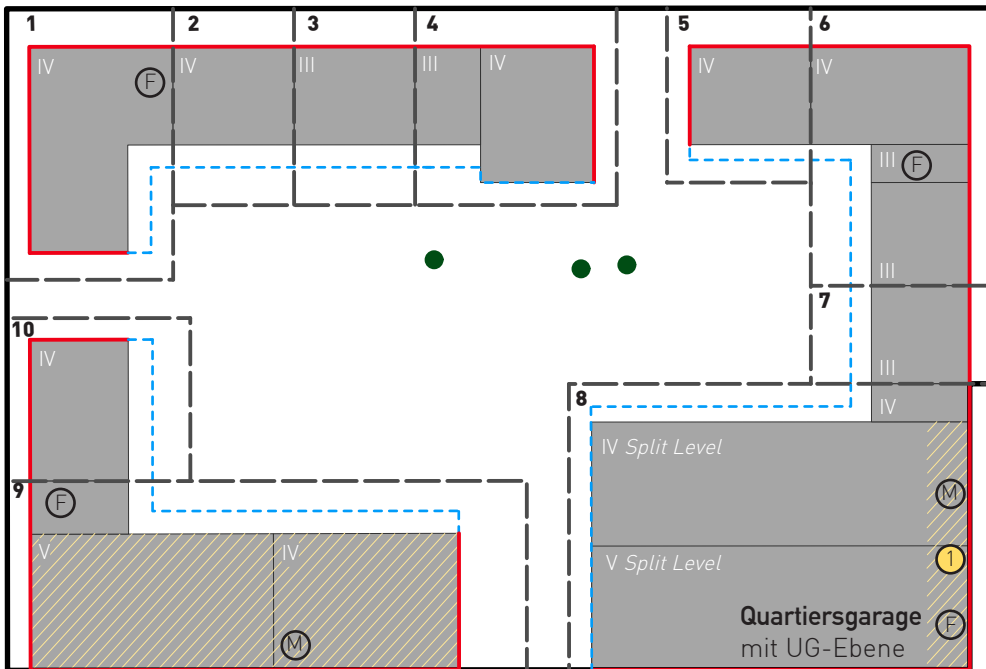 1
2
3
4
5
6
IV
IV
III
III
IV
IV
IV
F
III
F
III
7
10
IV
III
8
IV
IV Split Level
9
F
M
V
IV
V Split Level
1
Quartiersgarage
F
mit UG-Ebene
M